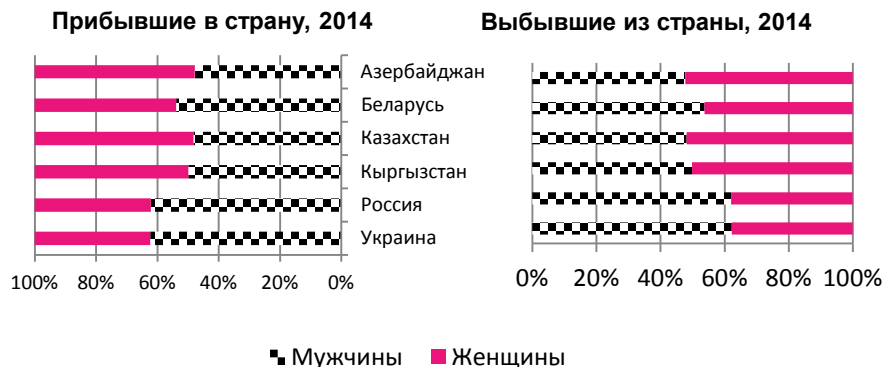 Прибывшие в страну, 2014
Выбывшие из страны, 2014
Азербайджан
Беларусь
Казахстан
Кыргызстан
Россия
Украина
100% 80% 60% 40% 20% 0%
0% 20% 40% 60% 80% 100%
Мужчины Женщины